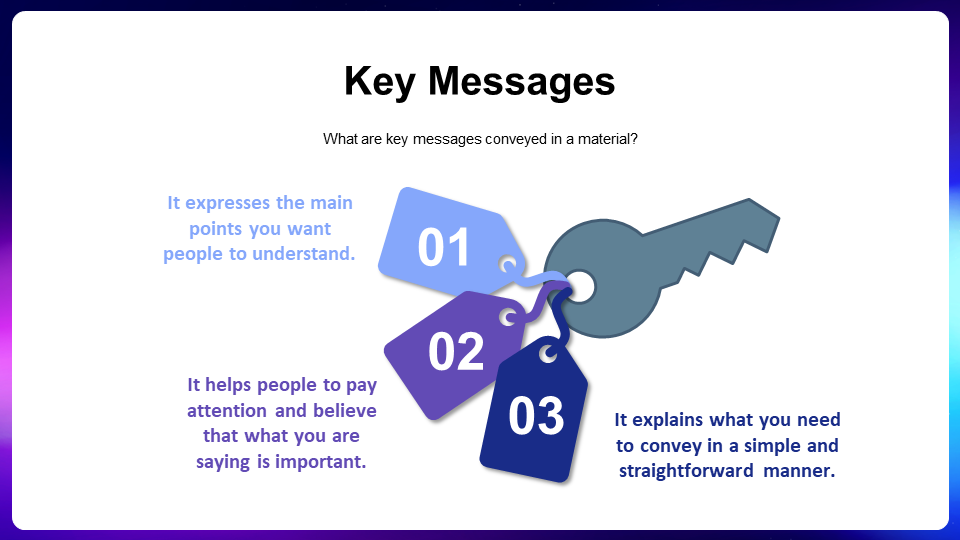 Key Messages
What are key messages conveyed in a material?
It expresses the main
points you want
people to understand.
01
02
It helps people to pay
attention and believe
that what you are
saying is important.
03
It explains what you need
to convey in a simple and
straightforward manner.